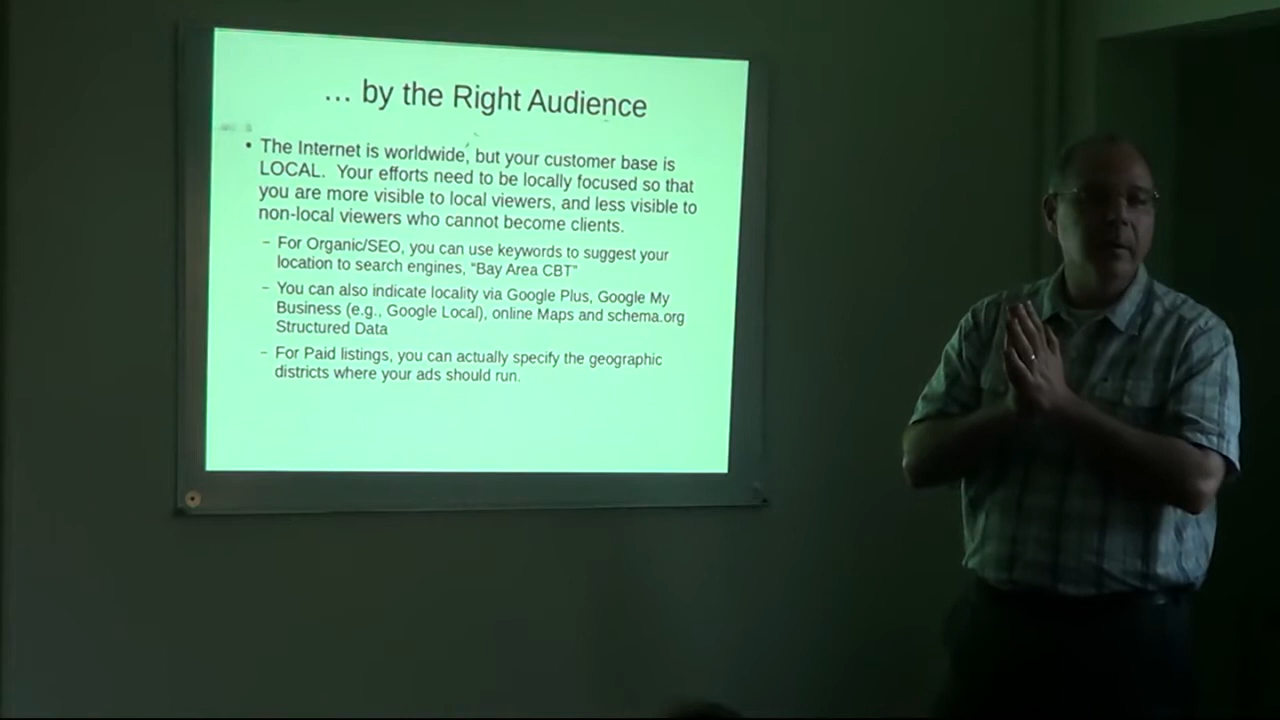 ... by the Right Audience
• The Internet is worldwide, but your customer base is
LOCAL. Your efforts need to be locally focused so that
you are more visible to local viewers, and less visible to
non-local viewers who cannot become clients.
– For Organic/SEO, you can use keywords to suggest your
location to search engines, “Bay Area CBT”
– You can also indicate locality via Google Plus, Google My
Business (e.g., Google Local), online Maps and schema.org
Structured Data
– For Paid listings, you can actually specify the geographic
districts where your ads should run.